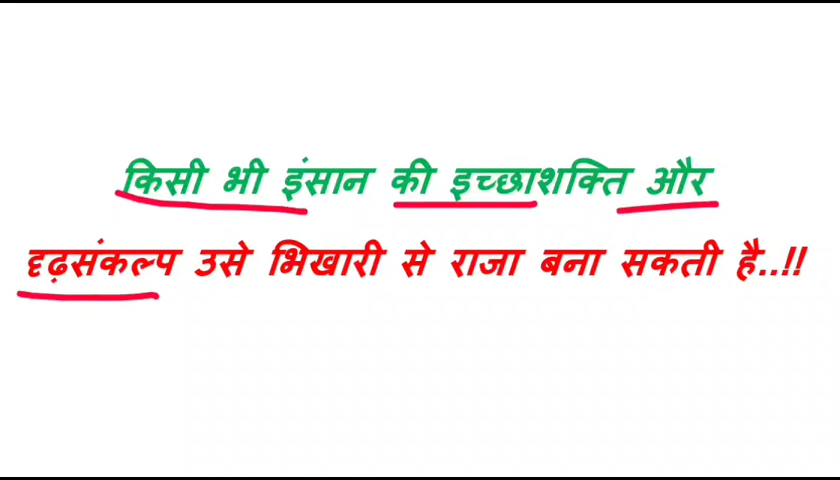 किसी भी इंसान की इच्छाशक्ति और
दृढ़संकल्प उसे भिखारी से राजा बना सकती है..!!